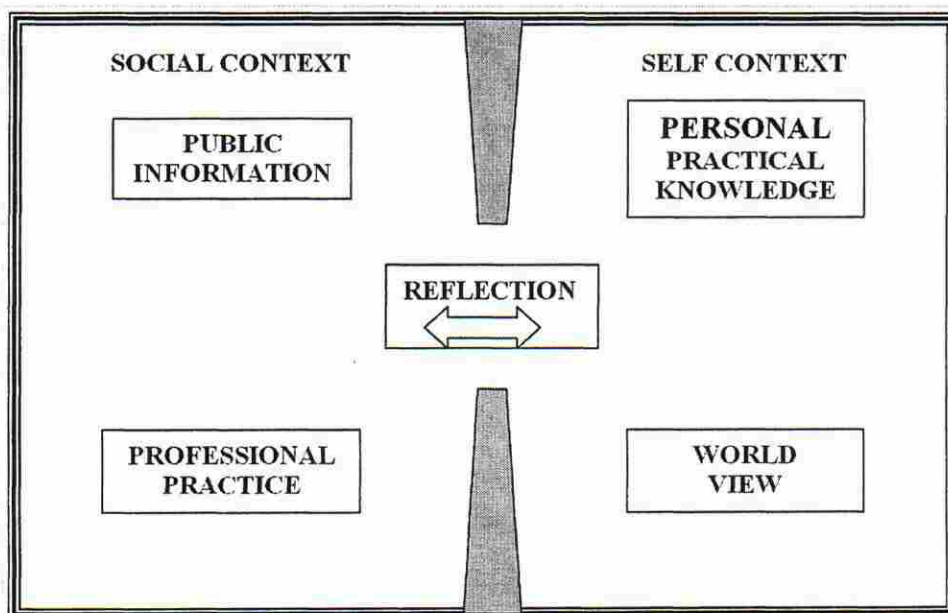 SOCIAL CONTEXT
PUBLIC
INFORMATION
PROFESSIONAL
PRACTICE
REFLECTION
SELF CONTEXT
PERSONAL
PRACTICAL
KNOWLEDGE
WORLD
VIEW